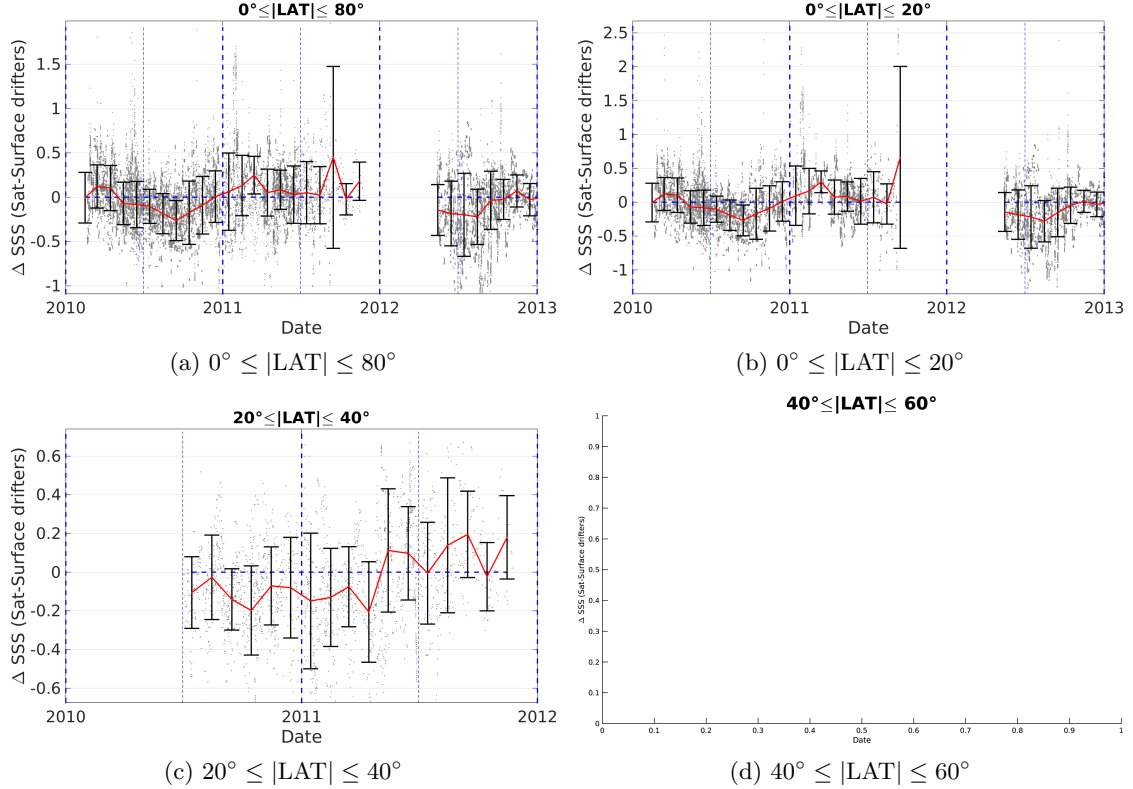 0°≤|LAT|≤ 80°
Δ SSS (Sat-Surface drifters)
1.5
1
0.5
0
-0.5
-1
2010 2011 2012 2013
Date
(a) 0° ≤ |LAT| ≤ 80°
0°≤|LAT|≤ 20°
Δ SSS (Sat-Surface drifters)
2.5
2
1.5
1
0.5
0
-0.5
-1
2010 2011 2012 2013
Date
(b) 0° ≤ |LAT| ≤ 20°
20°≤|LAT|≤ 40°
Δ SSS (Sat-Surface drifters)
0.6
0.4
0.2
0
-0.2
-0.4
-0.6
2010 2011 2012
Date
(c) 20° ≤ |LAT| ≤ 40°
40°≤|LAT|≤ 60°
Δ SSS (Sat-Surface drifters)
1
0.9
0.8
0.7
0.6
0.5
0.4
0.3
0.2
0.1
0
0 0.1 0.2 0.3 0.4 0.5 0.6 0.7 0.8 0.9 1
Date
(d) 40° ≤ |LAT| ≤ 60°